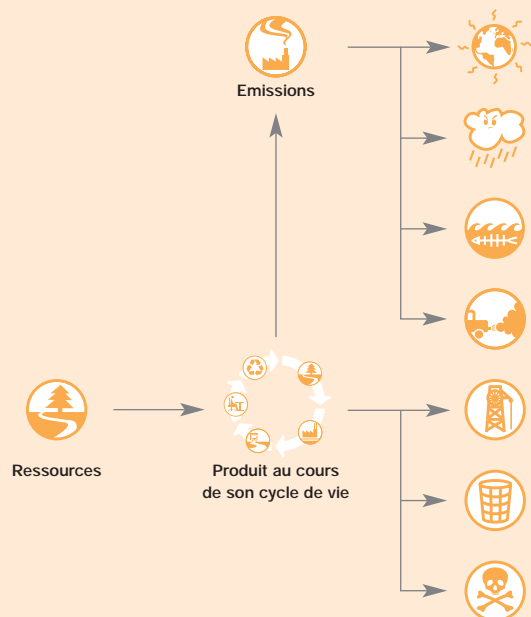 Emissions
Ressources
Produit au cours
de son cycle de vie